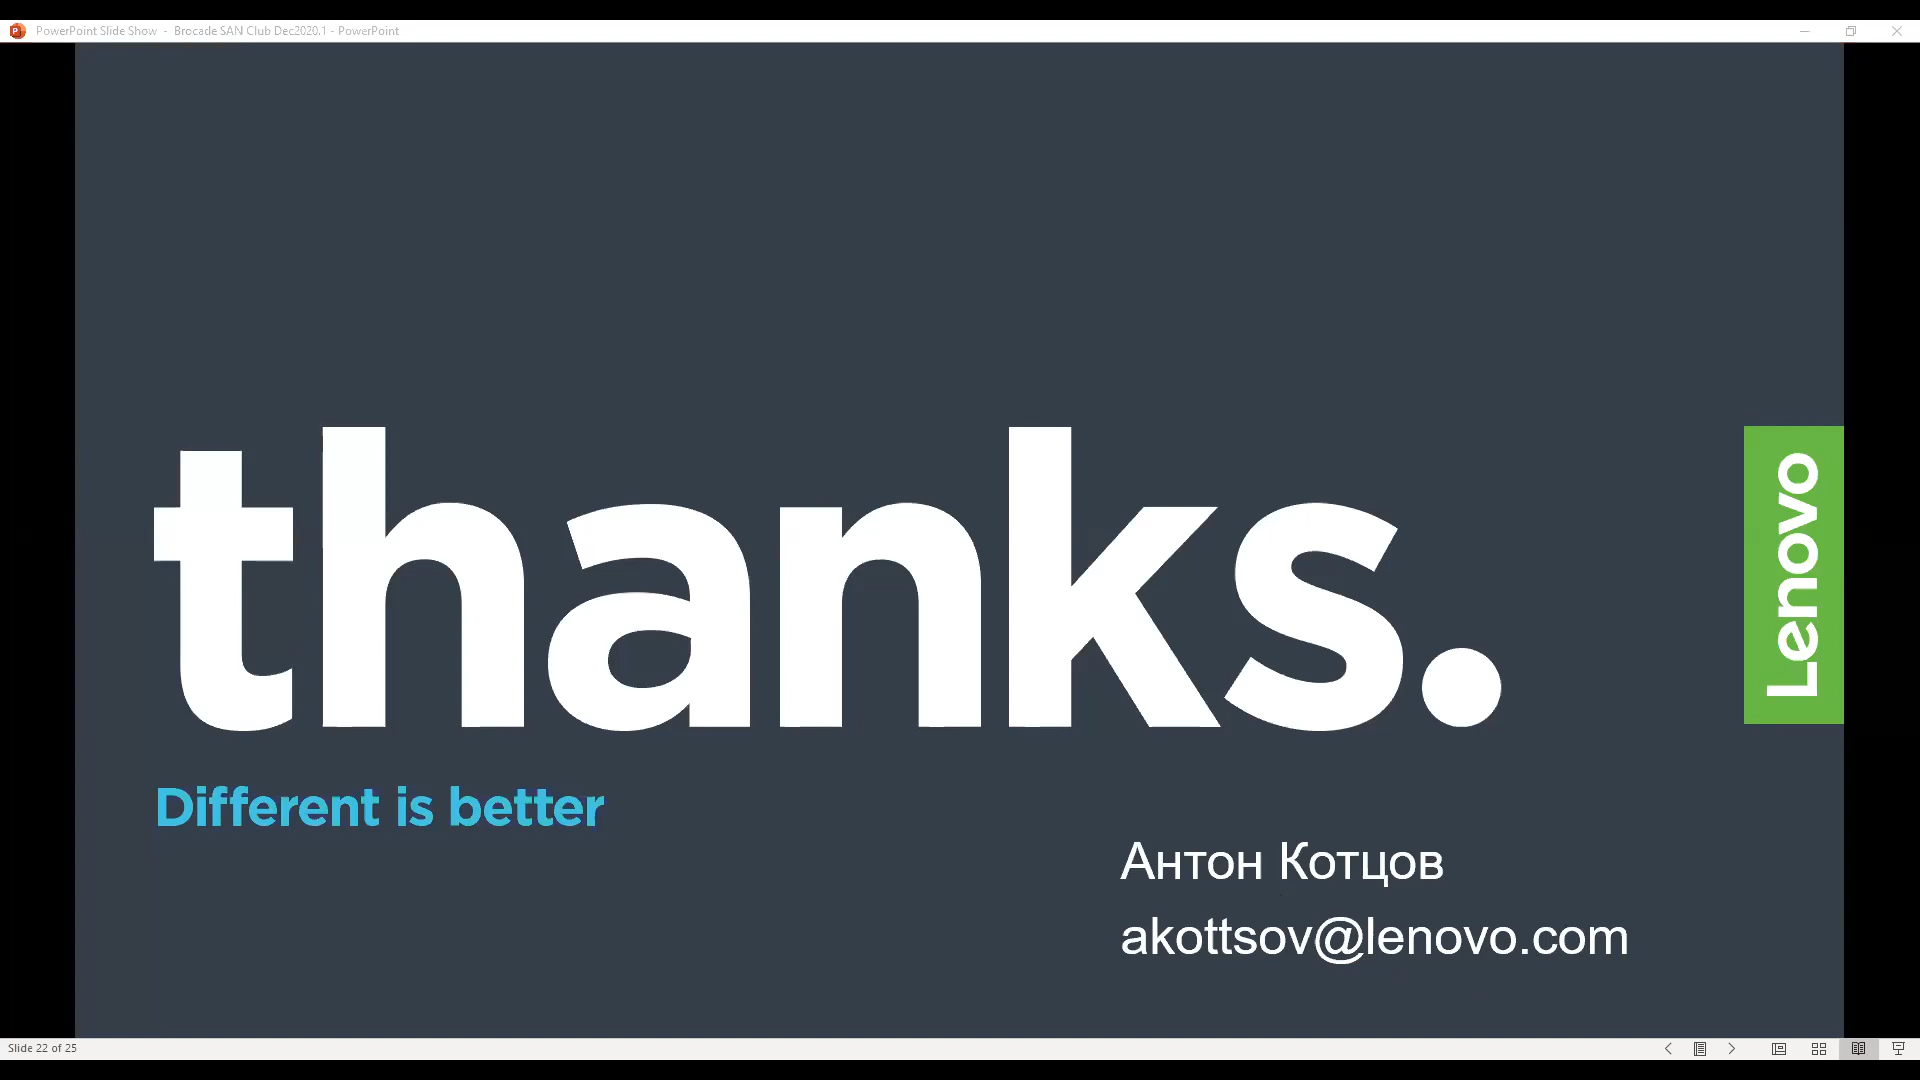 PowerPoint Slide Show - Brocade SAN Club Dec2020.1 - PowerPoint
thanks.
Lenovo
Different is better
Антон Котцов
akottsov@lenovo.com
Slide 22 of 25